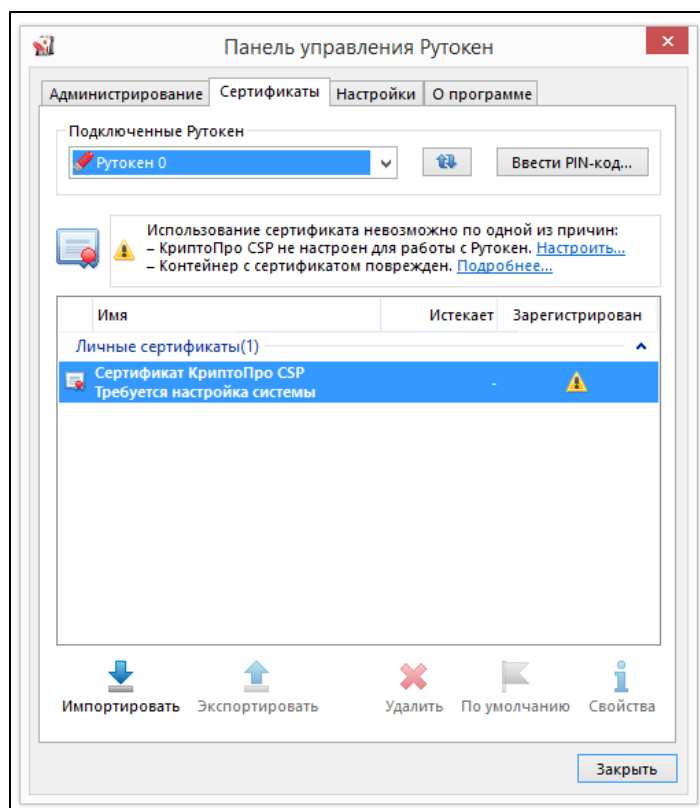 Панель управления Рутокен
Администрирование Сертификаты Настройки О программе
Подключенные Рутокен
Рутокен 0 Ввести PIN-код...
Использование сертификата невозможно по одной из причин:
– КриптоПро CSP не настроен для работы с Рутокен. Настроить...
– Контейнер с сертификатом поврежден. Подробнее...
Имя Истекает Зарегистрирован
Личные сертификаты(1)
Сертификат КриптоПро CSP
Требуется настройка системы -
Импортировать Экспортировать Удалить По умолчанию Свойства
Закрыть